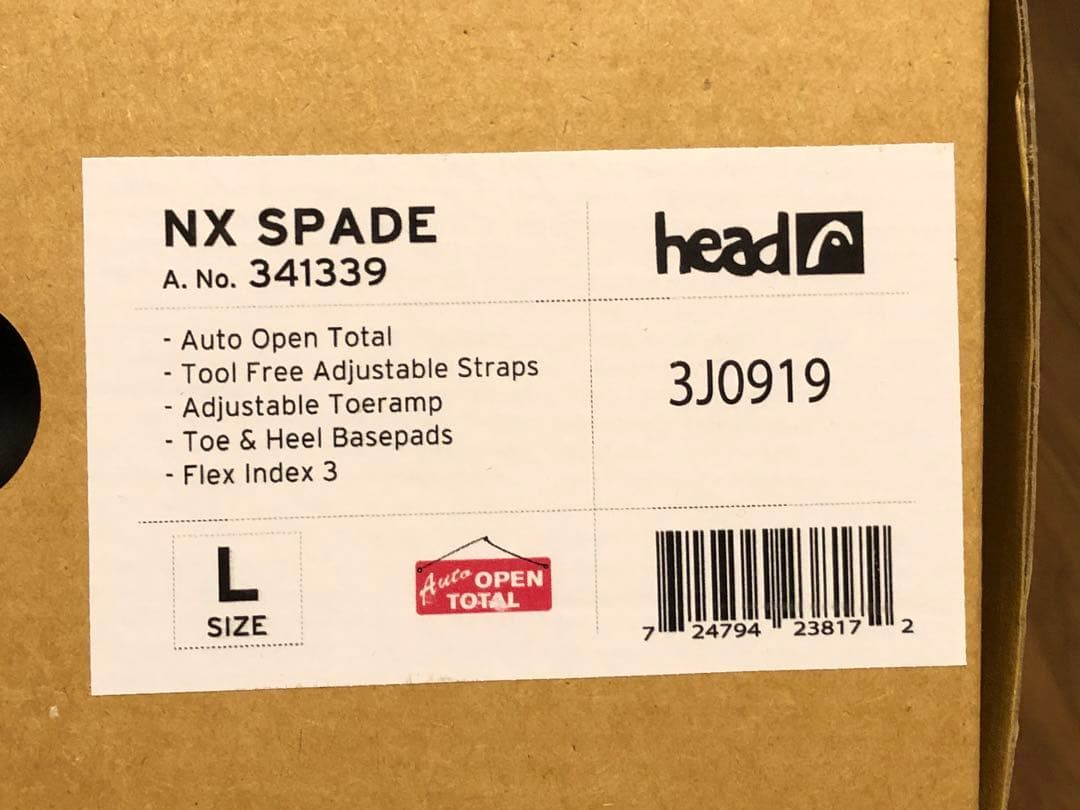 NX SPADE
A. No. 341339
head
- Auto Open Total
- Tool Free Adjustable Straps
- Adjustable Toeramp
- Toe & Heel Basepads
- Flex Index 3
3J0919
L
SIZE
Auto OPEN
TOTAL
7 24794 23817 2